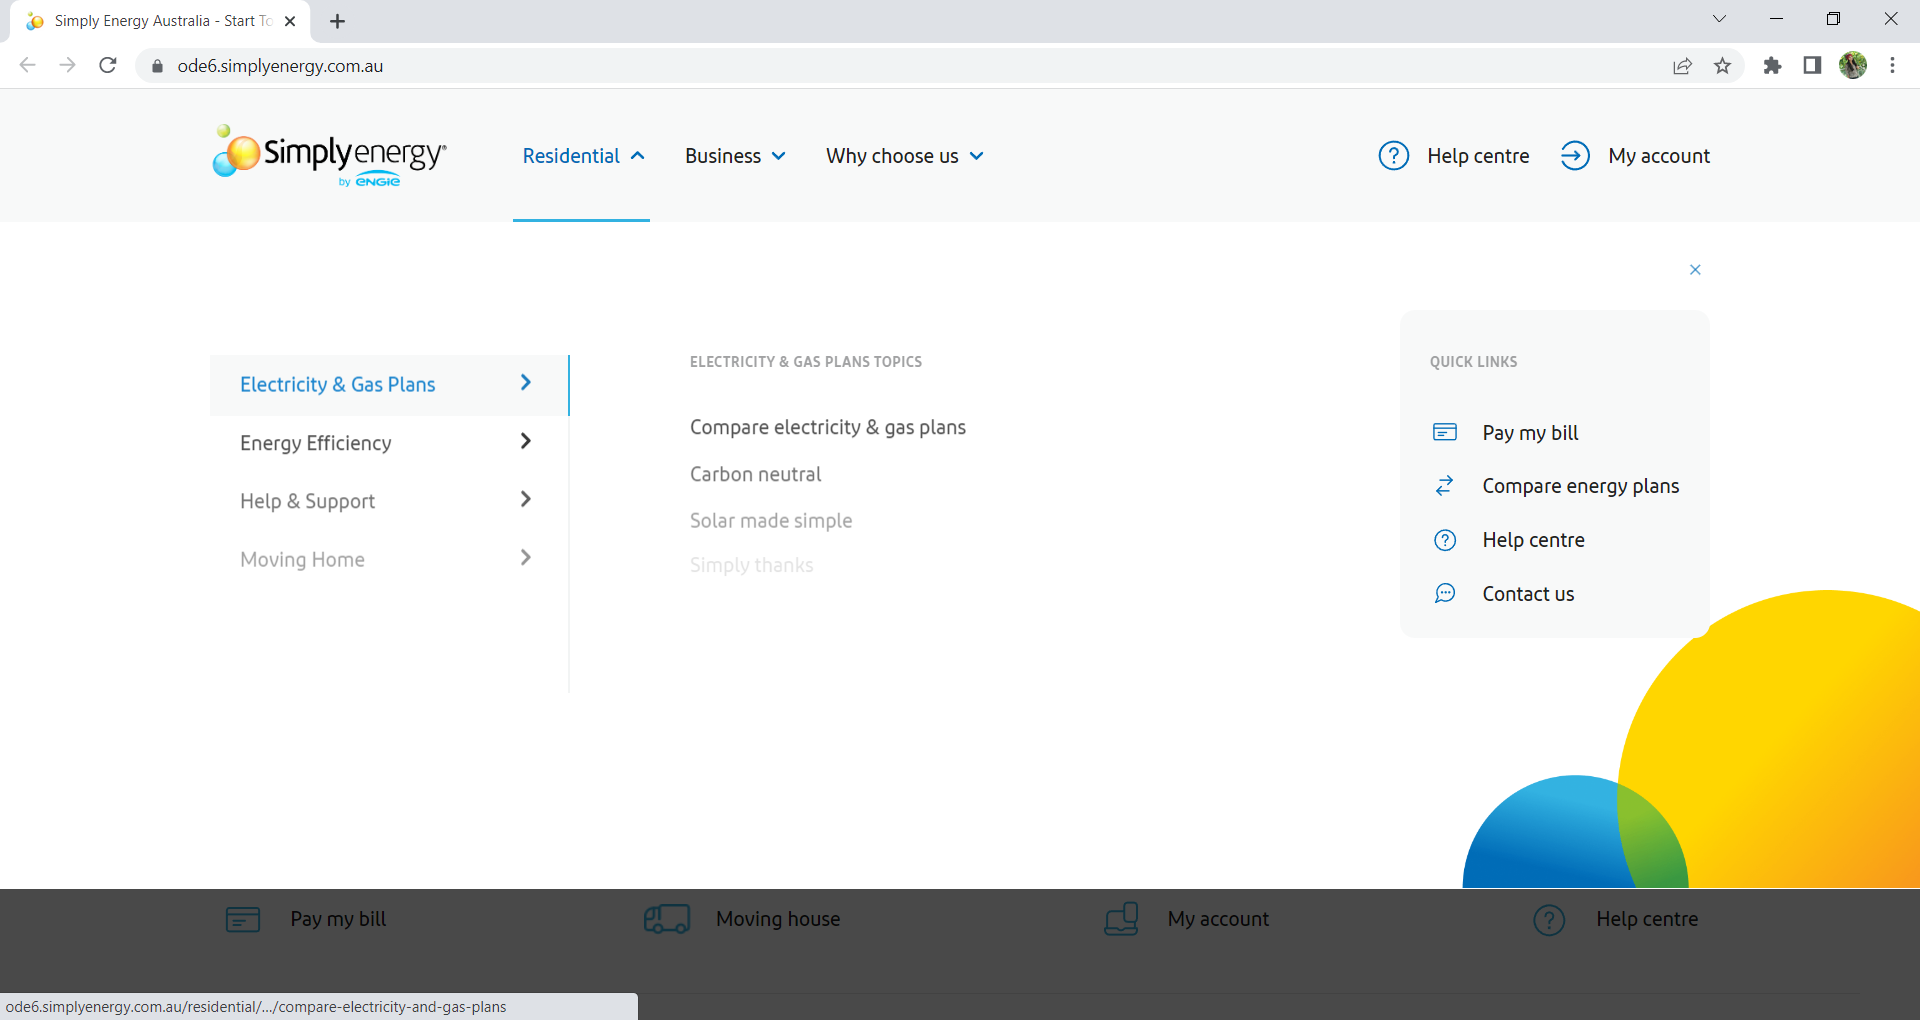 Simply Energy Australia - Start To
ode6.simplyenergy.com.au
Simplyenergy®
by ENGIE
Residential
Business
Why choose us
Help centre
My account
Electricity & Gas Plans
Energy Efficiency
Help & Support
Moving Home
ELECTRICITY & GAS PLANS TOPICS
Compare electricity & gas plans
Carbon neutral
Solar made simple
Simply thanks
QUICK LINKS
Pay my bill
Compare energy plans
Help centre
Contact us
Pay my bill
Moving house
My account
Help centre
ode6.simplyenergy.com.au/residential/.../compare-electricity-and-gas-plans